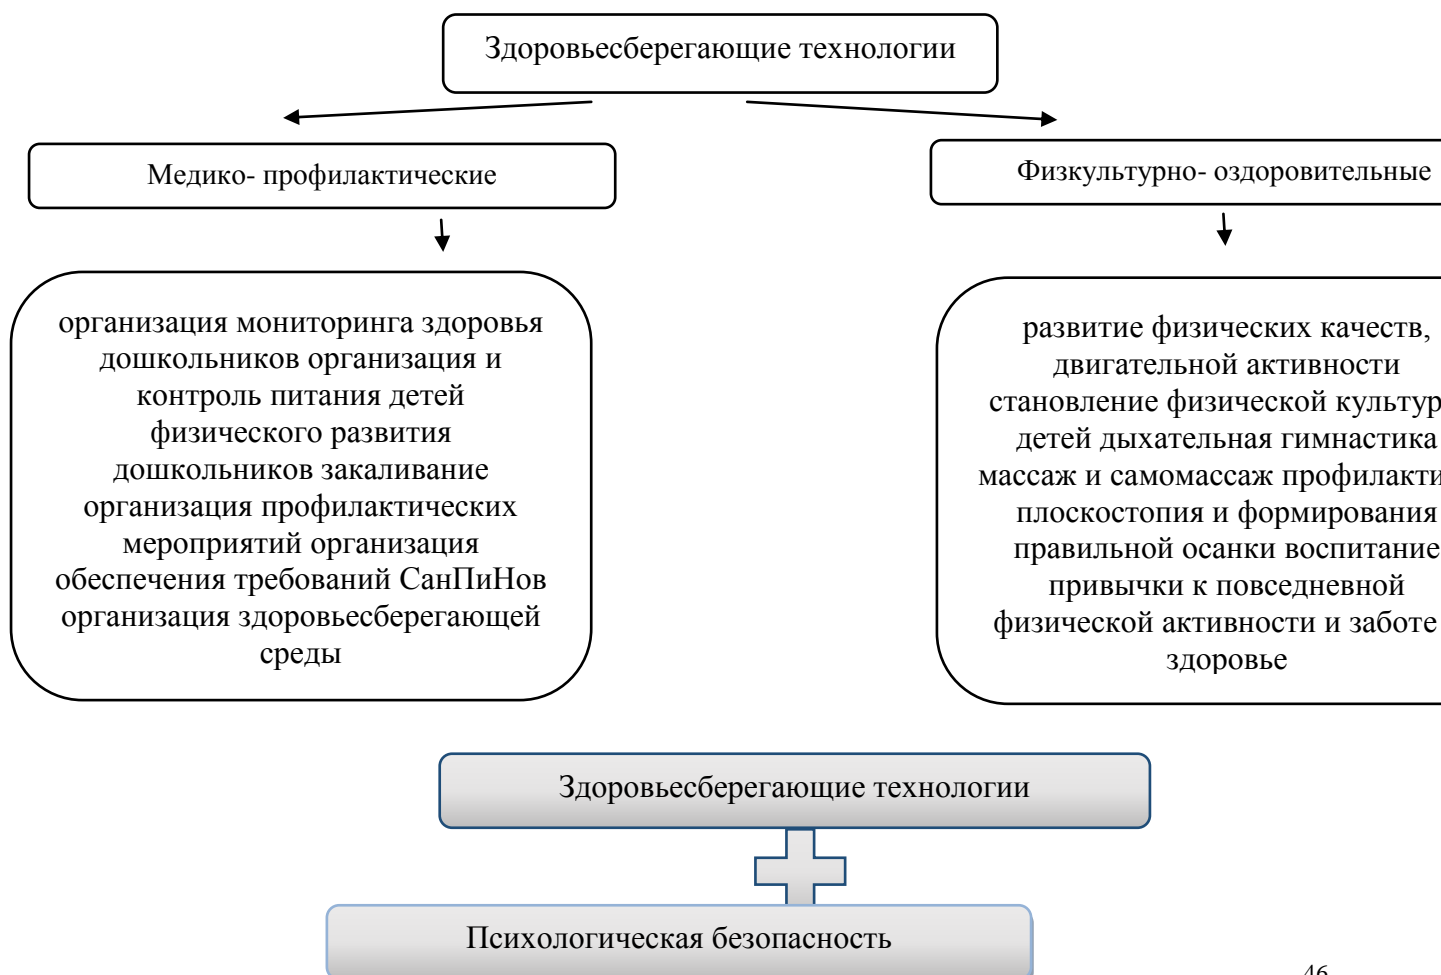 Здоровьесберегающие технологии
Медико- профилактические
Физкультурно- оздоровительные
организация мониторинга здоровья
дошкольников организация и
контроль питания детей
физического развития
дошкольников закаливание
организация профилактических
мероприятий организация
обеспечения требований СанПиНов
организация здоровьесберегающей
среды
развитие физических качеств,
двигательной активности
становление физической культур
детей дыхательная гимнастика
массаж и самомассаж профилакти
плоскостопия и формирования
правильной осанки воспитание
привычки к повседневной
физической активности и заботе
здоровье
Здоровьесберегающие технологии
Психологическая безопасность
46